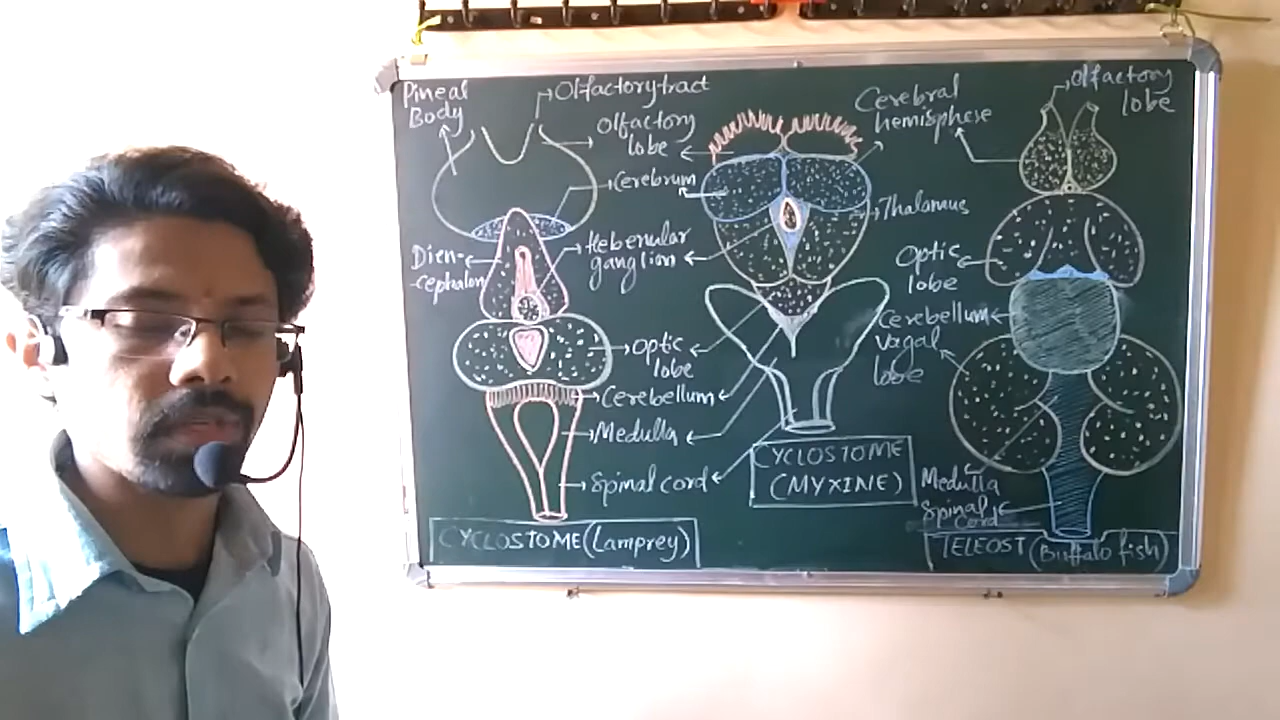 Pineal
Body
Olfactory tract
Olfactory
lobe
Cerebrum
Dien-
cephalon
Hebenular
ganglion
Optic
lobe
Cerebellum
Medulla
Spinal cord
CYCLOSTOME (Lamprey)
Cerebral
hemisphere
Thalamus
CYCLOSTOME
(MYXINE)
Olfactory
lobe
Optic
lobe
Cerebellum
Vagal
lobe
Medulla
Spinal
Cord
TELEOST (Buffalo fish)